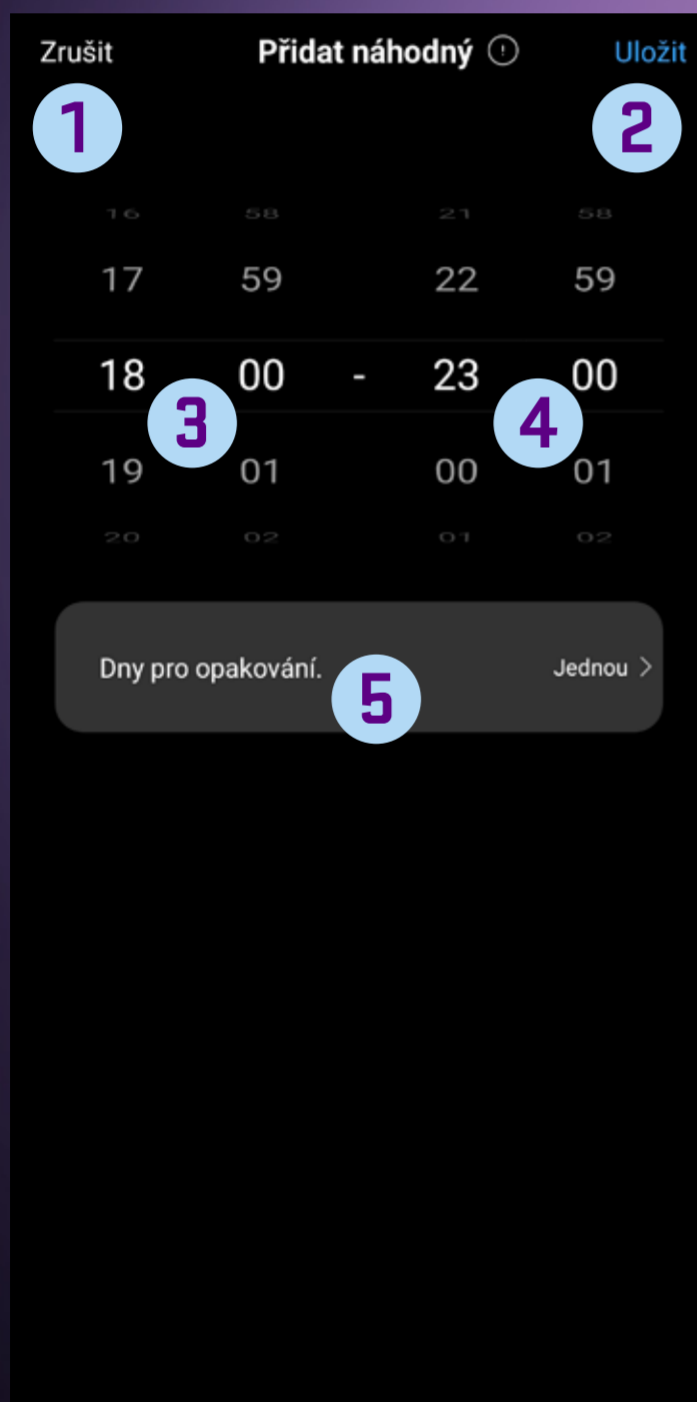 Zrušit Přidat náhodný Uložit
1 2
16 58 21 58
17 59 22 59
18 00 - 23 00
3 4
19 01 00 01
20 02 01 02
Dny pro opakování. Jednou >
5